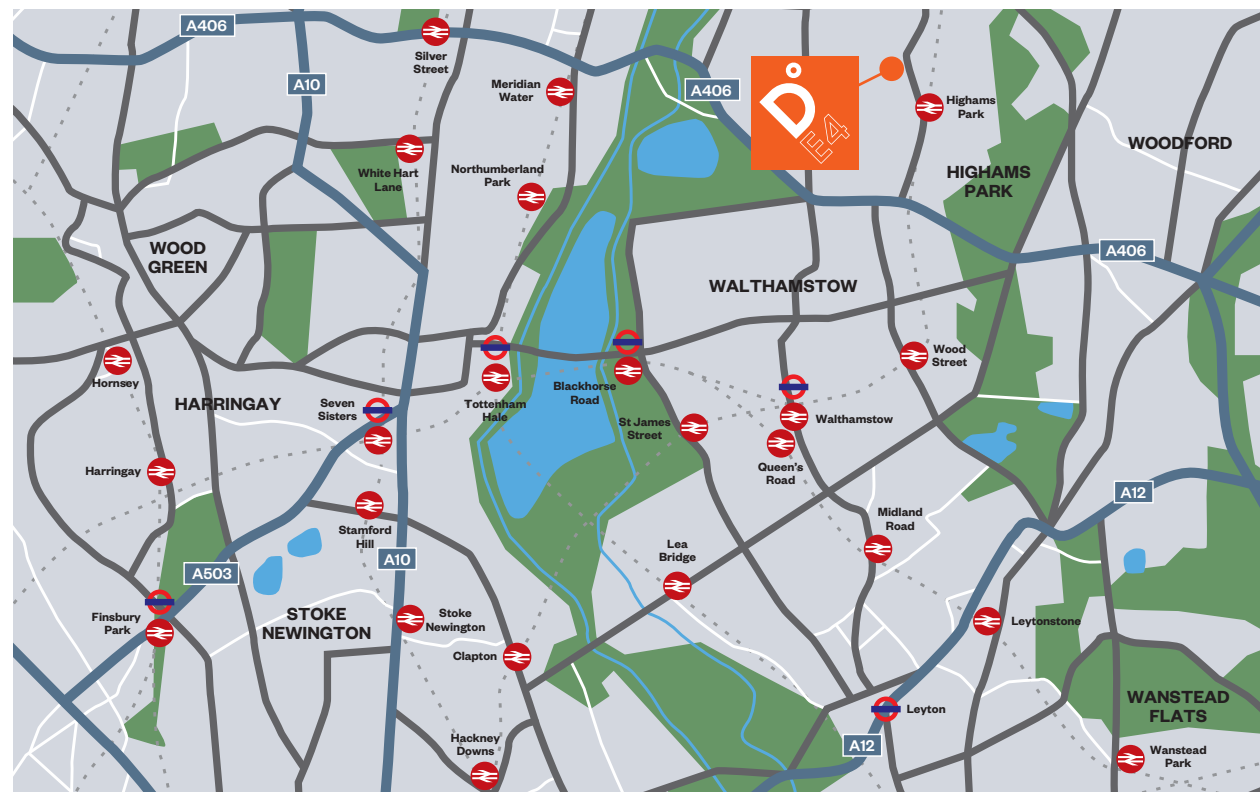 A406
Silver
Street
A10
Meridian
Water
A406
D
E4
Highams
Park
WOODFORD
White Hart
Lane
Northumberland
Park
HIGHAMS
PARK
WOOD
GREEN
A406
WALTHAMSTOW
Hornsey
Wood
Street
Blackhorse
Road
Tottenham
Hale
HARRINGAY
Seven
Sisters
St James
Street
Walthamstow
Harringay
Queen's
Road
A12
Midland
Road
Stamford
Hill
A10
Lea
Bridge
A503
Finsbury
Park
STOKE
NEWINGTON
Stoke
Newington
Leytonstone
Clapton
WANSTEAD
FLATS
Leyton
Hackney
Downs
A12
Wanstead
Park